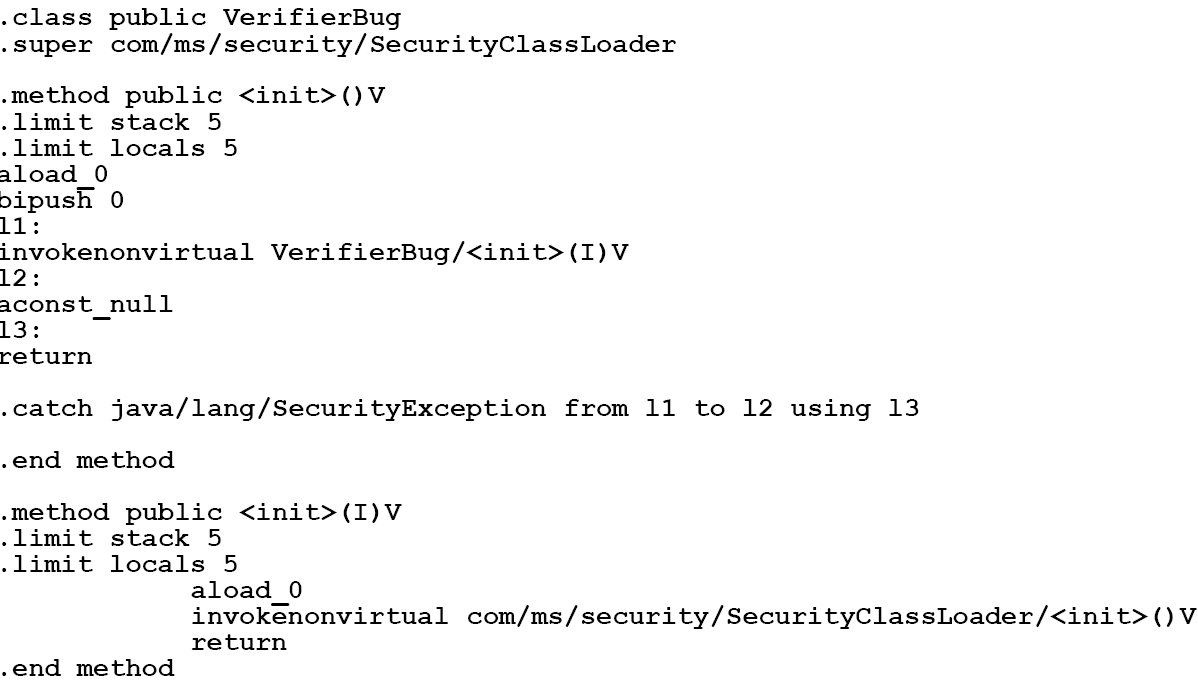 .class public VerifierBug
.super com/ms/security/SecurityClassLoader
.method public <init>()V
.limit stack 5
.limit locals 5
aload_0
bipush 0
l1:
invokenonvirtual VerifierBug/<init>(I)V
l2:
aconst_null
l3:
return
.catch java/lang/SecurityException from l1 to l2 using l3
.end method
.method public <init>(I)V
.limit stack 5
.limit locals 5
aload_0
invokenonvirtual com/ms/security/SecurityClassLoader/<init>()V
return
.end method